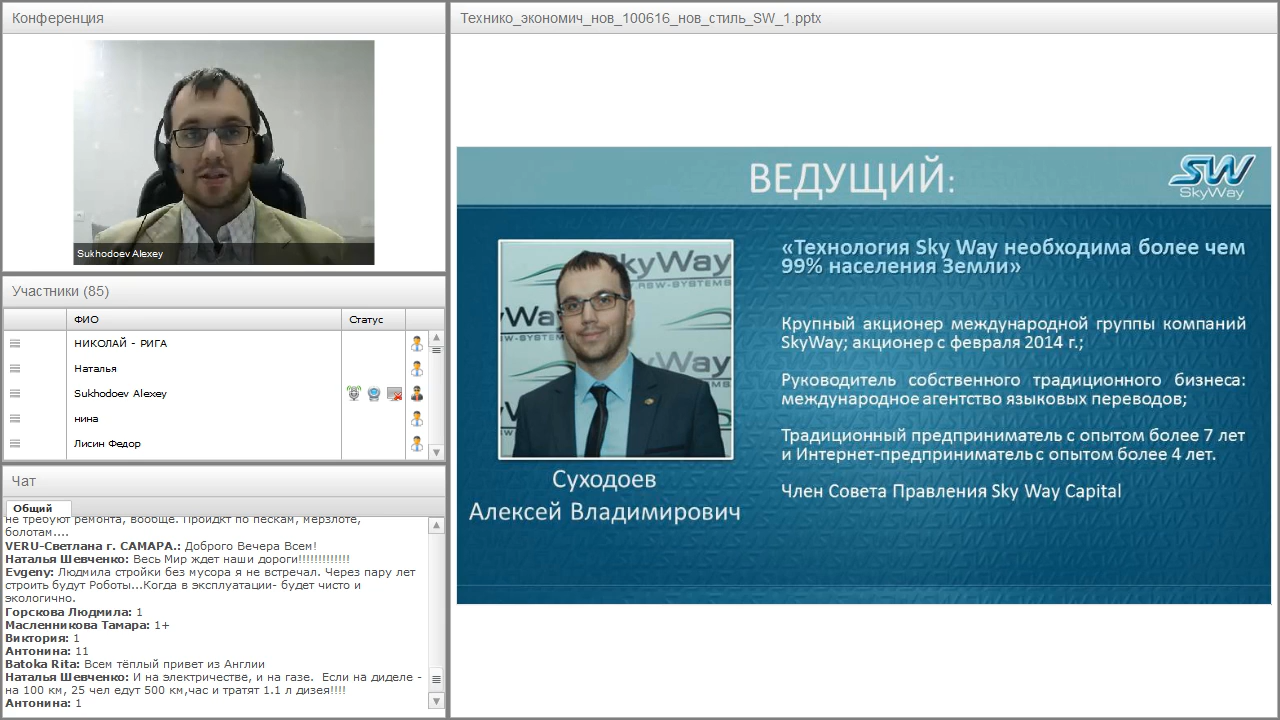 Конференция
Sukhodoev Alexey
Участники (85)
ФИО
Статус
НИКОЛАЙ - РИГА
Наталья
Sukhodoev Alexey
нина
Лисин Федор
Чат
Общий
не требуют ремонта, вообще. Пройдкт по пескам, мерзлоте,
болотам....
VERU-Светлана г. САМАРА.: Доброго Вечера Всем!
Наталья Шевченко: Весь Мир ждет наши дороги!!!!!!!!!!!!!
Evgeny: Людмила стройки без мусора я не встречал. Через пару лет
строить будут Роботы...Когда в эксплуатации- будет чисто и
экологично.
Горскова Людмила: 1
Масленникова Тамара: 1+
Виктория: 1
Антонина: 11
Batoka Rita: Всем тёплый привет из Англии
Наталья Шевченко: И на электричестве, и на газе. Если на диделе -
на 100 км, 25 чел едут 500 км,час и тратят 1.1 л дизея!!!!
Антонина: 1
Технико_экономич_нов_100616_нов_стиль_SW_1.pptx
ВЕДУЩИЙ:
SW
SkyWay
kyWay
.RSW-SYSTEMS
Суходоев
Алексей Владимирович
«Технология Sky Way необходима более чем
99% населения Земли»
Крупный акционер международной группы компаний
SkyWay; акционер с февраля 2014 г.;
Руководитель собственного традиционного бизнеса:
международное агентство языковых переводов;
Традиционный предприниматель с опытом более 7 лет
и Интернет-предприниматель с опытом более 4 лет.
Член Совета Правления Sky Way Capital